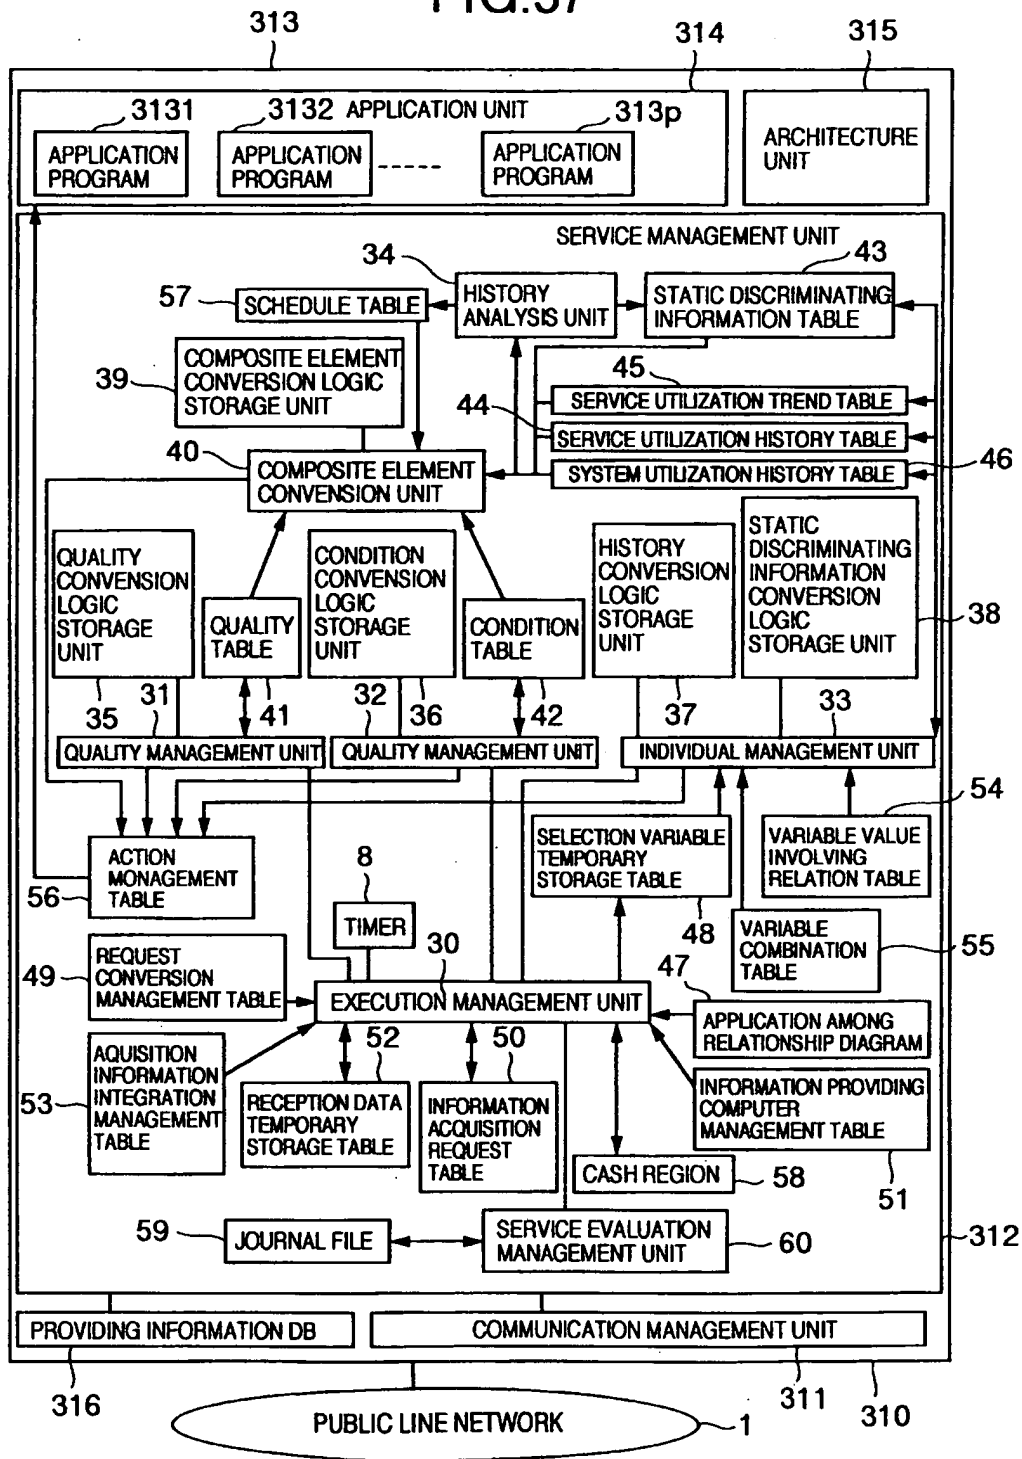 FIG.37
313
314
315
APPLICATION UNIT
3131
3132
313p
APPLICATION
PROGRAM
APPLICATION
PROGRAM
APPLICATION
PROGRAM
ARCHITECTURE
UNIT
SERVICE MANAGEMENT UNIT
34
43
57
SCHEDULE TABLE
HISTORY
ANALYSIS UNIT
STATIC DISCRIMINATING
INFORMATION TABLE
39
COMPOSITE ELEMENT
CONVERSION LOGIC
STORAGE UNIT
45
SERVICE UTILIZATION TREND TABLE
44
SERVICE UTILIZATION HISTORY TABLE
SYSTEM UTILIZATION HISTORY TABLE
46
40
COMPOSITE ELEMENT
CONVENSION UNIT
QUALITY
CONVENSION
LOGIC
STORAGE
UNIT
QUALITY
TABLE
CONDITION
CONVENSION
LOGIC
STORAGE
UNIT
CONDITION
TABLE
HISTORY
CONVENSION
LOGIC
STORAGE
UNIT
STATIC
DISCRIMINATING
INFORMATION
CONVENSION
LOGIC
STORAGE UNIT
38
35
31
41
32
36
42
37
33
QUALITY MANAGEMENT UNIT
QUALITY MANAGEMENT UNIT
INDIVIDUAL MANAGEMENT UNIT
54
ACTION
MONAGEMENT
TABLE
56
8
TIMER
SELECTION VARIABLE
TEMPORARY
STORAGE TABLE
48
VARIABLE VALUE
INVOLVING
RELATION TABLE
VARIABLE
COMBINATION
TABLE
55
49
REQUEST
CONVERSION
MANAGEMENT TABLE
30
EXECUTION MANAGEMENT UNIT
47
APPLICATION AMONG
RELATIONSHIP DIAGRAM
53
AQUISITION
INFORMATION
INTEGRATION
MANAGEMENT
TABLE
52
RECEPTION DATA
TEMPORARY
STORAGE TABLE
50
INFORMATION
ACQUISITION
REQUEST
TABLE
INFORMATION PROVIDING
COMPUTER
MANAGEMENT TABLE
51
CASH REGION
58
59
JOURNAL FILE
SERVICE EVALUATION
MANAGEMENT UNIT
60
312
PROVIDING INFORMATION DB
COMMUNICATION MANAGEMENT UNIT
316
311
310
PUBLIC LINE NETWORK
1